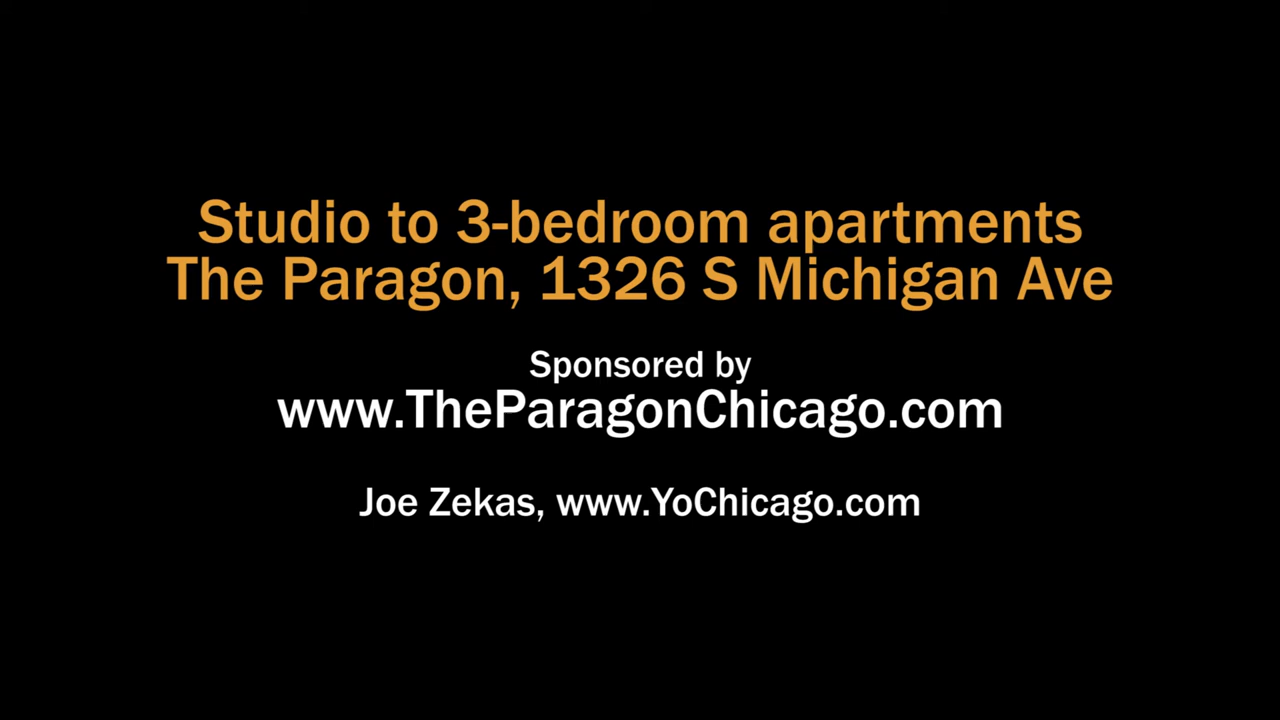 Studio to 3-bedroom apartments
The Paragon, 1326 S Michigan Ave
Sponsored by
www.TheParagonChicago.com
Joe Zekas, www.YoChicago.com